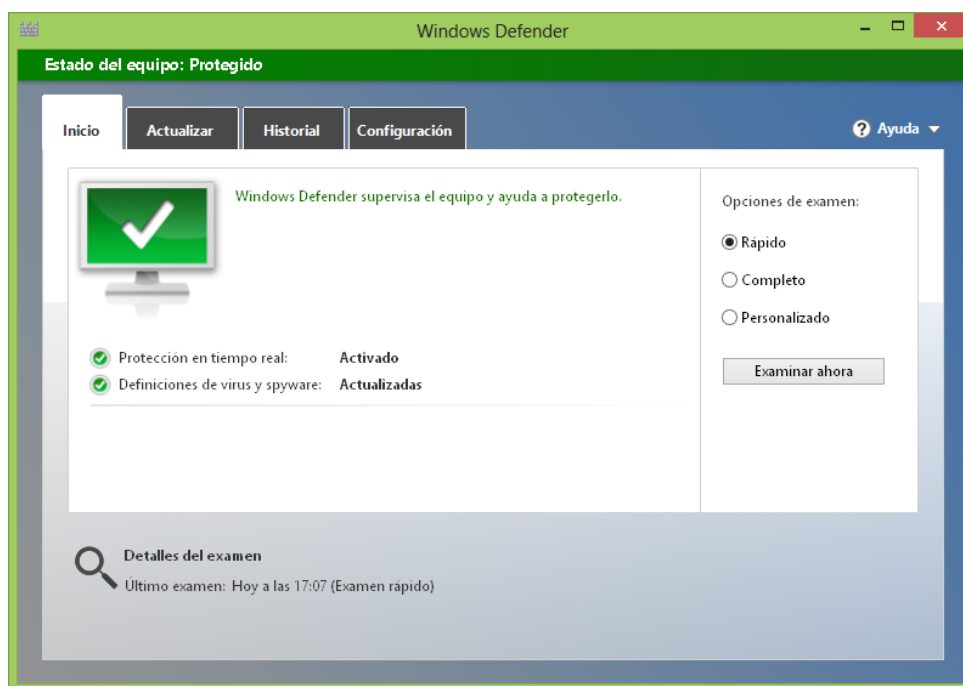 Windows Defender
Estado del equipo: Protegido
Inicio
Actualizar
Historial
Configuración
Ayuda
Windows Defender supervisa el equipo y ayuda a protegerlo.
Protección en tiempo real: Activado
Definiciones de virus y spyware: Actualizadas
Opciones de examen:
Rápido
Completo
Personalizado
Examinar ahora
Detalles del examen
Último examen: Hoy a las 17:07 (Examen rápido)